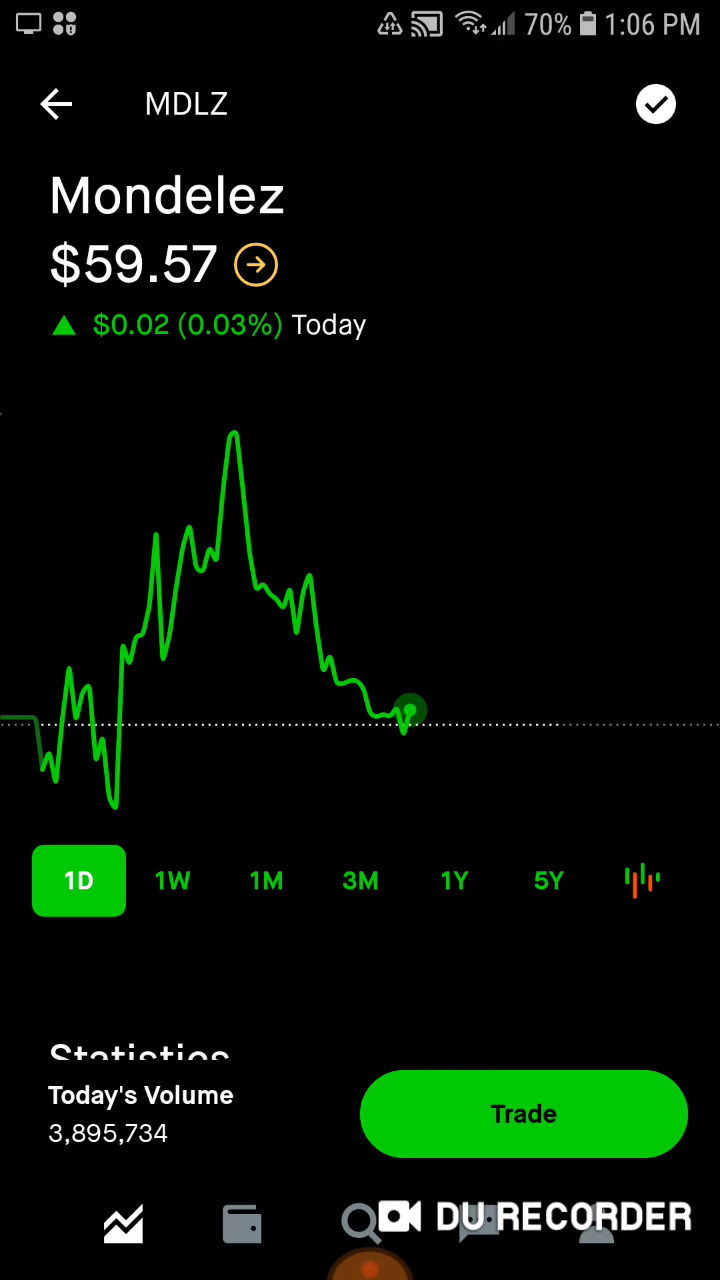 70% 1:06 PM
MDLZ
Mondelez
$59.57
$0.02 (0.03%) Today
1D 1W 1M 3M 1Y 5Y
Statistics
Today's Volume
3,895,734
Trade
DU RECORDER